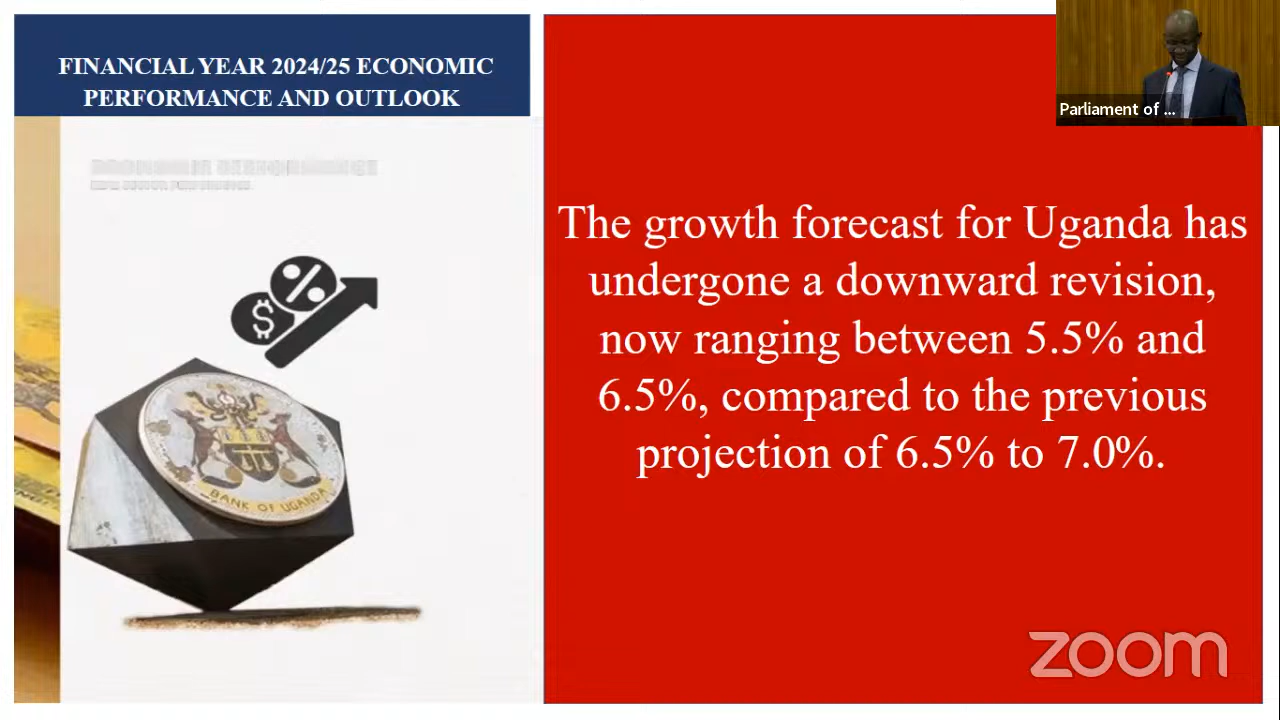 FINANCIAL YEAR 2024/25 ECONOMIC
PERFORMANCE AND OUTLOOK
BANK OF UGANDA
The growth forecast for Uganda has
undergone a downward revision,
now ranging between 5.5% and
6.5%, compared to the previous
projection of 6.5% to 7.0%.
Parliament of ...
zoom